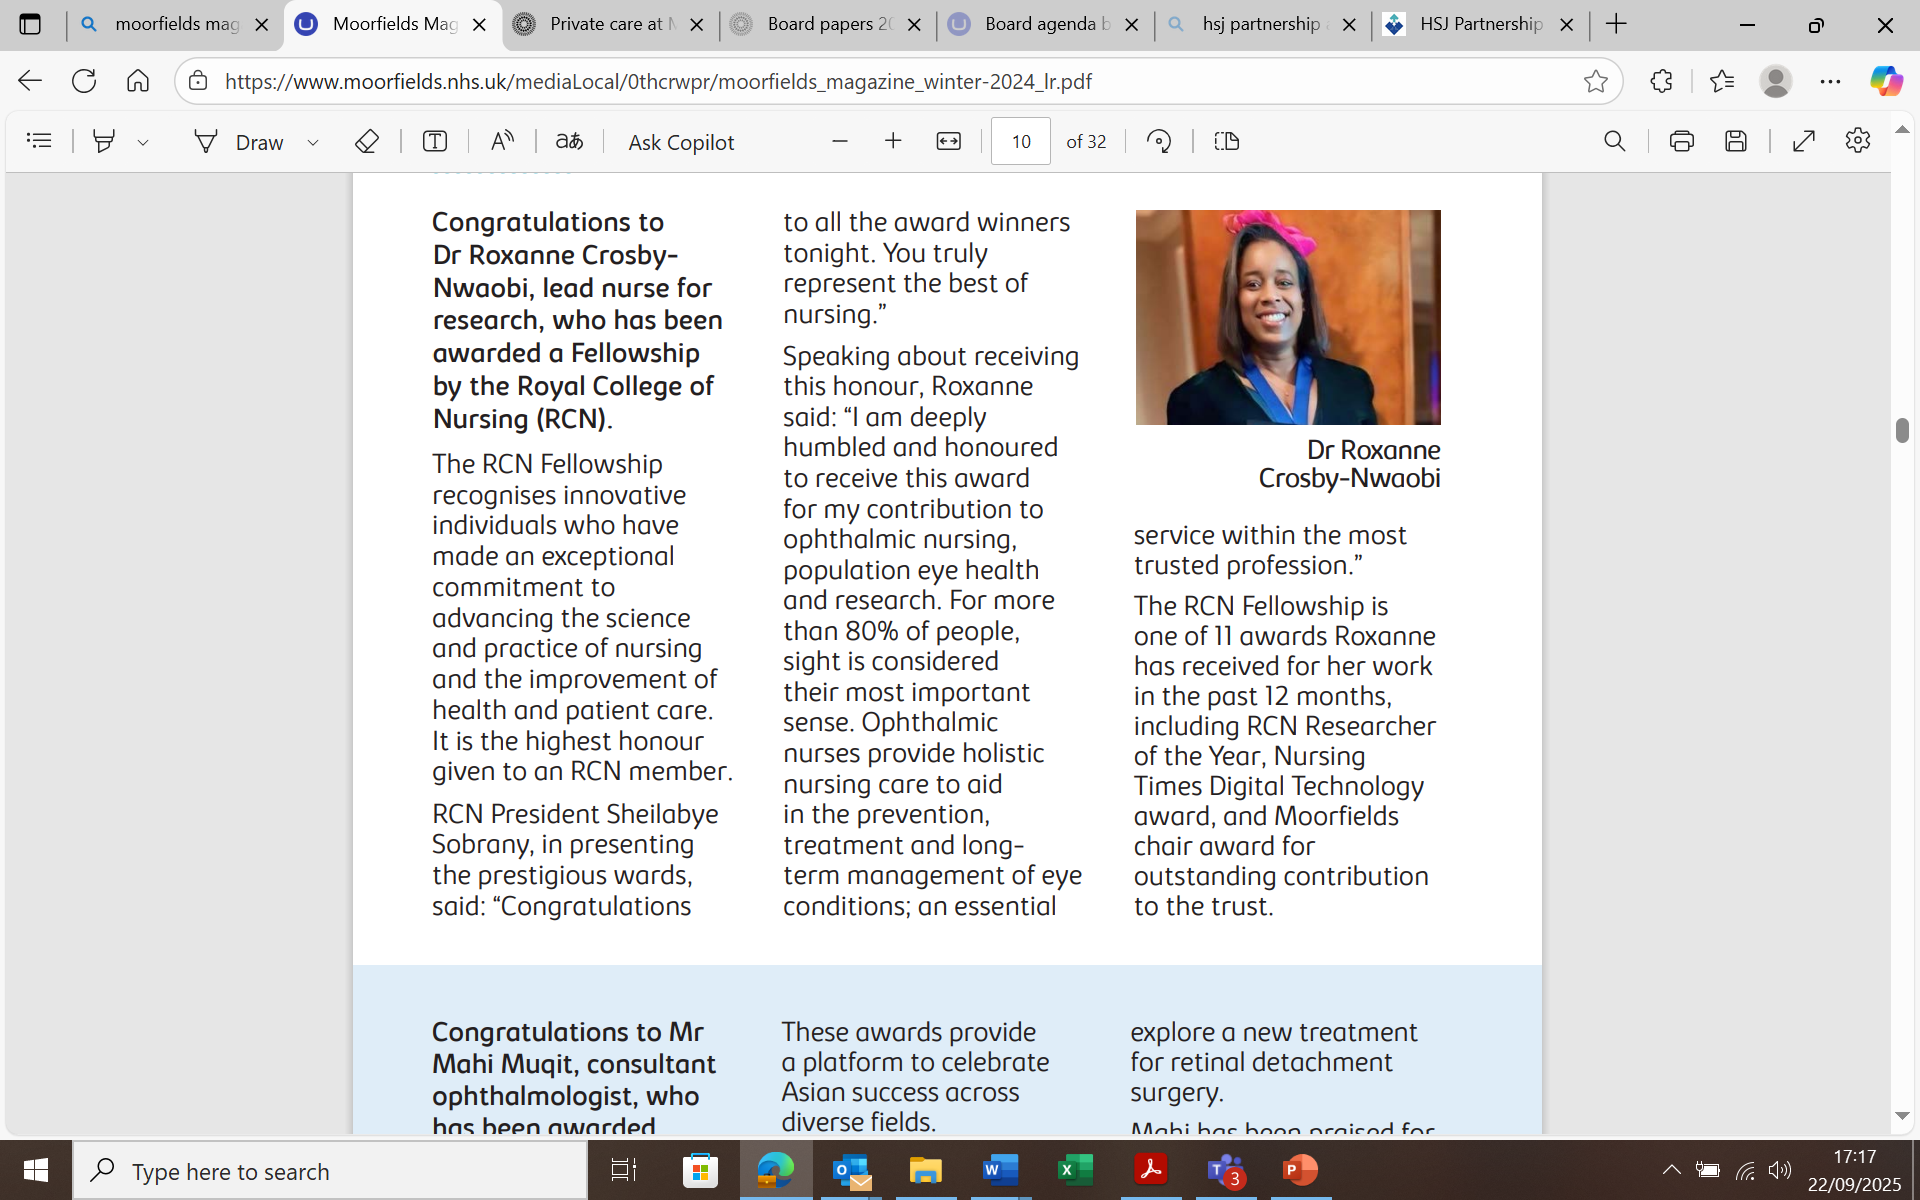 moorfields mag
Moorfields Mag
Private care at M
Board papers 20
Board agenda b
hsj partnership
HSJ Partnership
https://www.moorfields.nhs.uk/mediaLocal/0thcrwpr/moorfields_magazine_winter-2024_lr.pdf
Draw
aあ
Ask Copilot
10
of 32
Congratulations to
Dr Roxanne Crosby-
Nwaobi, lead nurse for
research, who has been
awarded a Fellowship
by the Royal College of
Nursing (RCN).
The RCN Fellowship
recognises innovative
individuals who have
made an exceptional
commitment to
advancing the science
and practice of nursing
and the improvement of
health and patient care.
It is the highest honour
given to an RCN member.
RCN President Sheilabye
Sobrany, in presenting
the prestigious wards,
said: “Congratulations
to all the award winners
tonight. You truly
represent the best of
nursing.”
Speaking about receiving
this honour, Roxanne
said: “I am deeply
humbled and honoured
to receive this award
for my contribution to
ophthalmic nursing,
population eye health
and research. For more
than 80% of people,
sight is considered
their most important
sense. Ophthalmic
nurses provide holistic
nursing care to aid
in the prevention,
treatment and long-
term management of eye
conditions; an essential
Dr Roxanne
Crosby-Nwaobi
service within the most
trusted profession.”
The RCN Fellowship is
one of 11 awards Roxanne
has received for her work
in the past 12 months,
including RCN Researcher
of the Year, Nursing
Times Digital Technology
award, and Moorfields
chair award for
outstanding contribution
to the trust.
Congratulations to Mr
Mahi Muqit, consultant
ophthalmologist, who
has been awarded
These awards provide
a platform to celebrate
Asian success across
diverse fields.
explore a new treatment
for retinal detachment
surgery.
Mahi has been praised for
Type here to search
3
17:17
22/09/2025